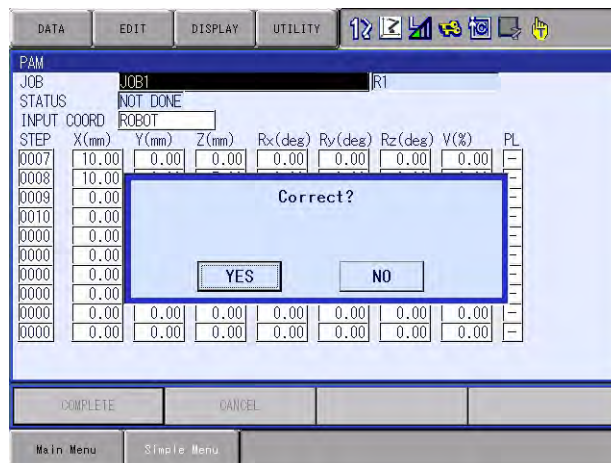 DATA EDIT DISPLAY UTILITY
PAM
JOB JOB1 R1
STATUS NOT DONE
INPUT COORD ROBOT
STEP X(mm) Y(mm) Z(mm) Rx(deg) Ry(deg) Rz(deg) V(%) PL
0007 10.00 0.00 0.00 0.00 0.00 0.00 0.00 -
0008 10.00 -
0009 0.00 -
0010 0.00 -
0000 0.00 -
0000 0.00 -
0000 0.00 -
0000 0.00 -
Correct?
YES NO
0000 0.00 0.00 0.00 0.00 0.00 0.00 0.00 -
0000 0.00 0.00 0.00 0.00 0.00 0.00 0.00 -
COMPLETE CANCEL
Main Menu Simple Menu